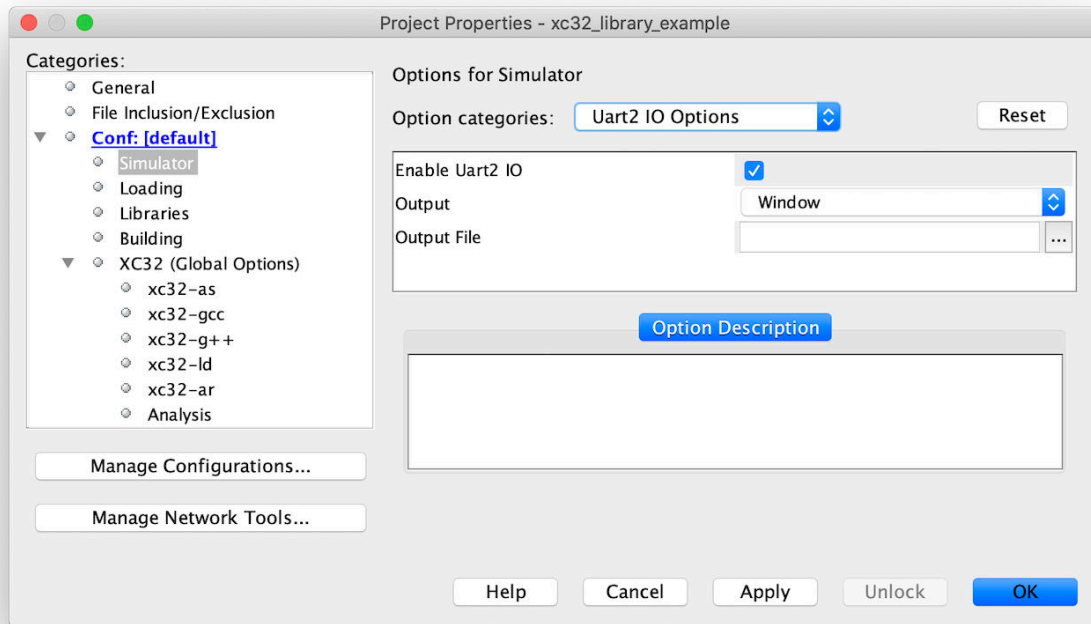 Project Properties - xc32_library_example
Categories:
General
File Inclusion/Exclusion
Conf: [default]
Simulator
Loading
Libraries
Building
XC32 (Global Options)
xc32-as
xc32-gcc
xc32-g++
xc32-ld
xc32-ar
Analysis
Manage Configurations...
Manage Network Tools...
Options for Simulator
Option categories: Uart2 IO Options Reset
Enable Uart2 IO
Output Window
Output File ...
Option Description
Help Cancel Apply Unlock OK